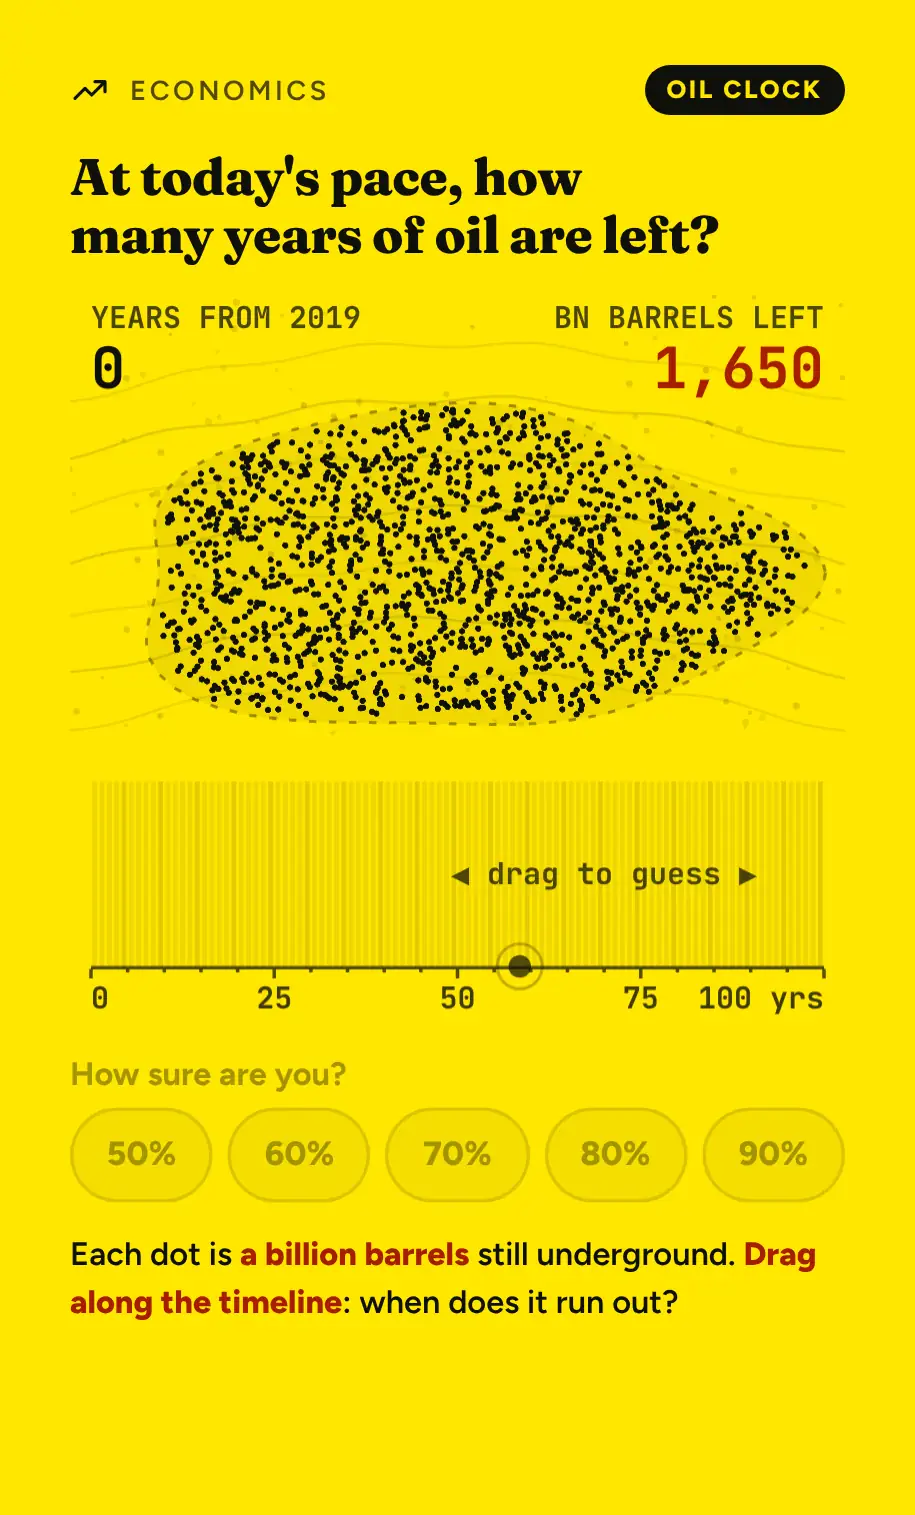 ECONOMICS
OIL CLOCK
At today's pace, how
many years of oil are left?
YEARS FROM 2019
BN BARRELS LEFT
0
1,650
◀ drag to guess ▶
0 25 50 75 100 yrs
How sure are you?
50% 60% 70% 80% 90%
Each dot is a billion barrels still underground. Drag
along the timeline: when does it run out?